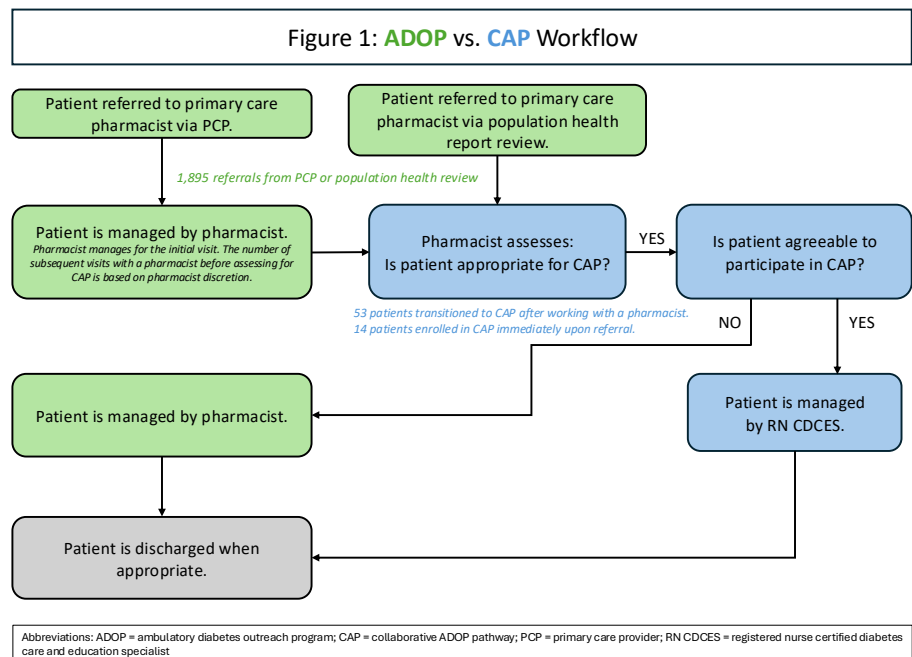 Figure 1: ADOP vs. CAP Workflow
Patient referred to primary care
pharmacist via PCP.
Patient referred to primary care
pharmacist via population health
report review.
1,895 referrals from PCP or population health review
Patient is managed by pharmacist.
Pharmacist manages for the initial visit. The number of
subsequent visits with a pharmacist before assessing for
CAP is based on pharmacist discretion.
Pharmacist assesses:
Is patient appropriate for CAP?
YES
Is patient agreeable to
participate in CAP?
53 patients transitioned to CAP after working with a pharmacist.
14 patients enrolled in CAP immediately upon referral.
NO
YES
Patient is managed by pharmacist.
Patient is managed
by RN CDCES.
Patient is discharged when
appropriate.
Abbreviations: ADOP = ambulatory diabetes outreach program; CAP = collaborative ADOP pathway; PCP = primary care provider; RN CDCES = registered nurse certified diabetes
care and education specialist